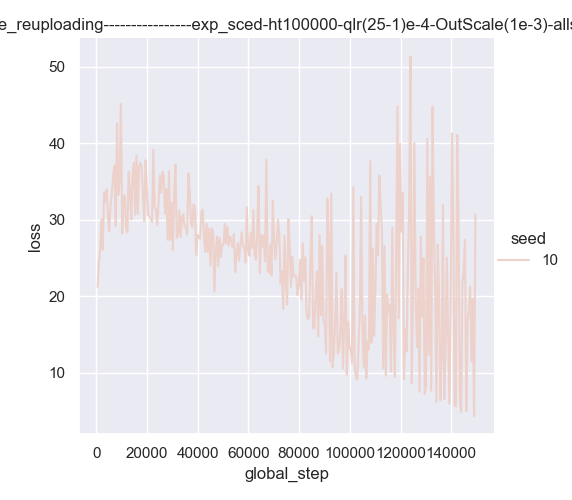 e_reuploading----------------exp_sced-ht100000-qlr(25-1)e-4-OutScale(1e-3)-alls
50
40
30
20
10
loss
0 20000 40000 60000 80000 100000 120000 140000
global_step
seed
10